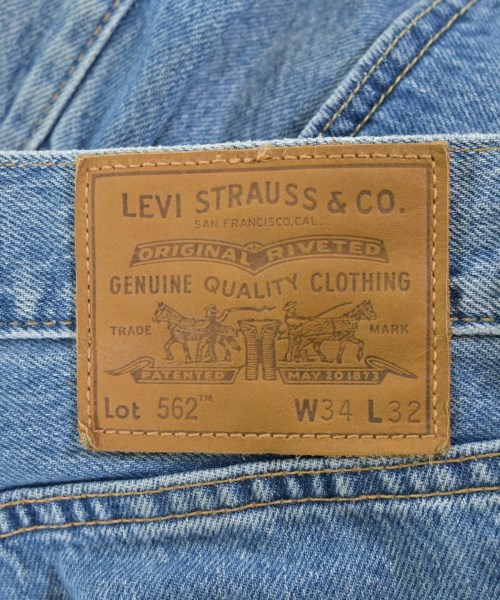 LEVI STRAUSS & CO.
SAN FRANCISCO, CAL.
ORIGINAL RIVETED
GENUINE QUALITY CLOTHING
TRADE MARK
PATENTED MAY 20 1873
Lot 562™ W34 L32